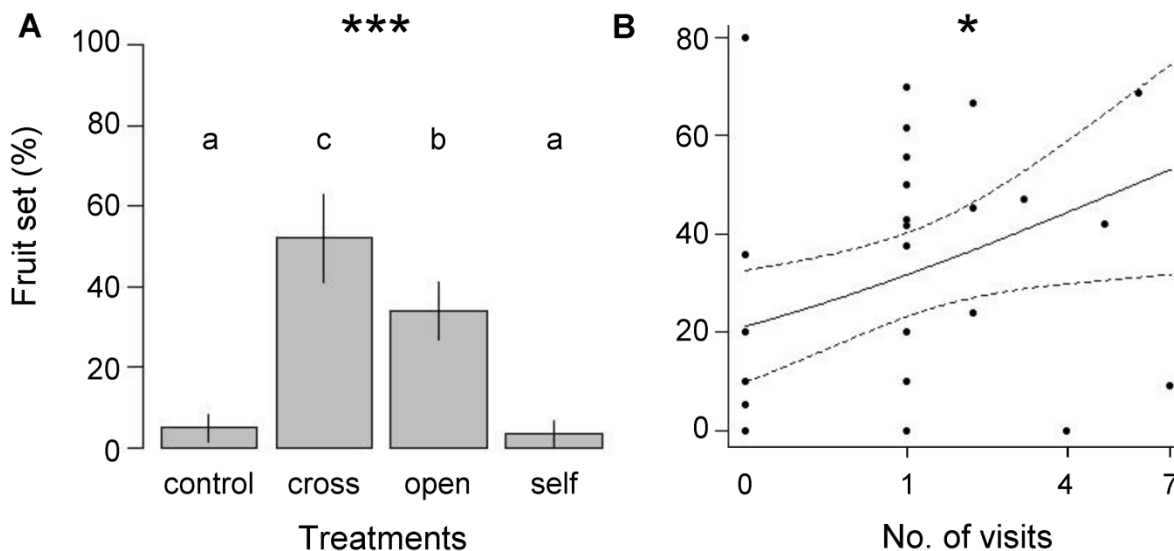 A
***
100
80
60
40
20
0
Fruit set (%)
a
c
b
a
control
cross
open
self
Treatments
B
*
80
60
40
20
0
0
1
4
7
No. of visits